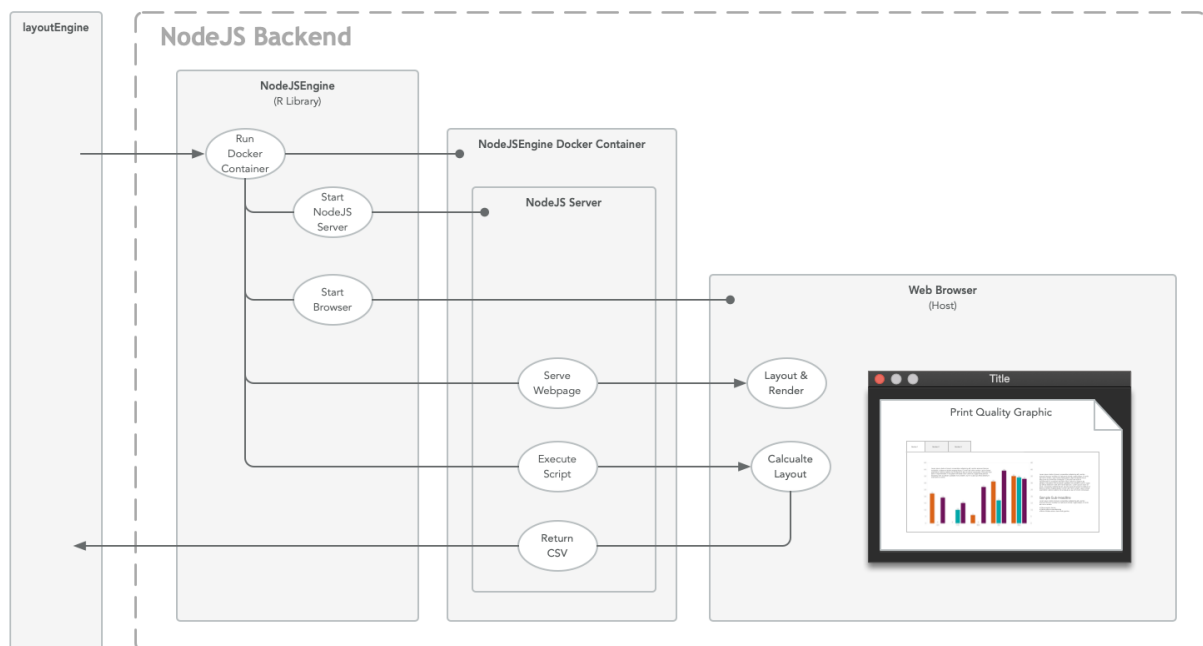 layoutEngine
NodeJS Backend
NodeJSEngine
(R Library)
Run
Docker
Container
NodeJSEngine Docker Container
Start
NodeJS
Server
NodeJS Server
Start
Browser
Web Browser
(Host)
Serve
Webpage
Layout &
Render
Title
Print Quality Graphic
Execute
Script
Calcualte
Layout
Return
CSV